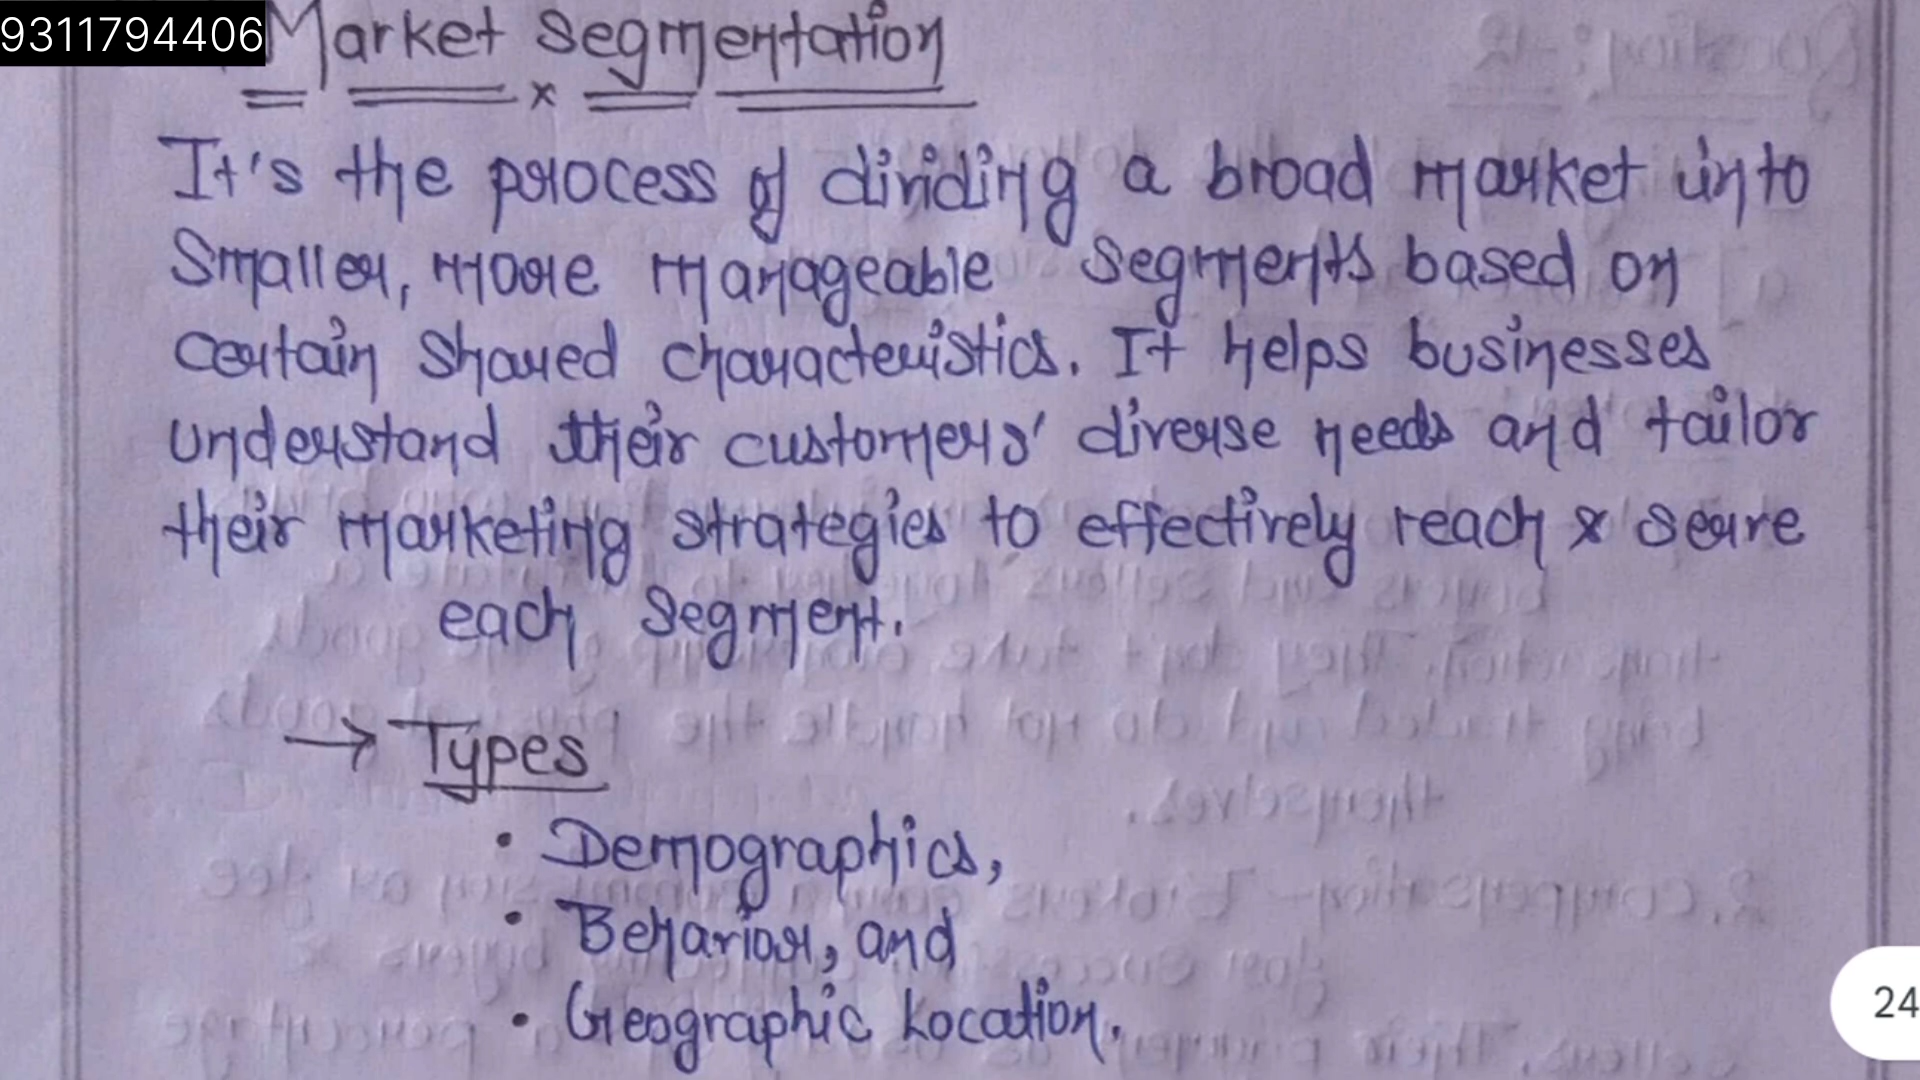 9311794406
Market Segmentation
It's the process of dividing a broad market into
Smaller, more manageable segments based on
certain shared characteristics. It helps businesses
understand their customers' diverse needs and tailor
their marketing strategies to effectively reach & serve
each segment.
→ Types
• Demographics,
• Behavior, and
• Geographic Location.
24